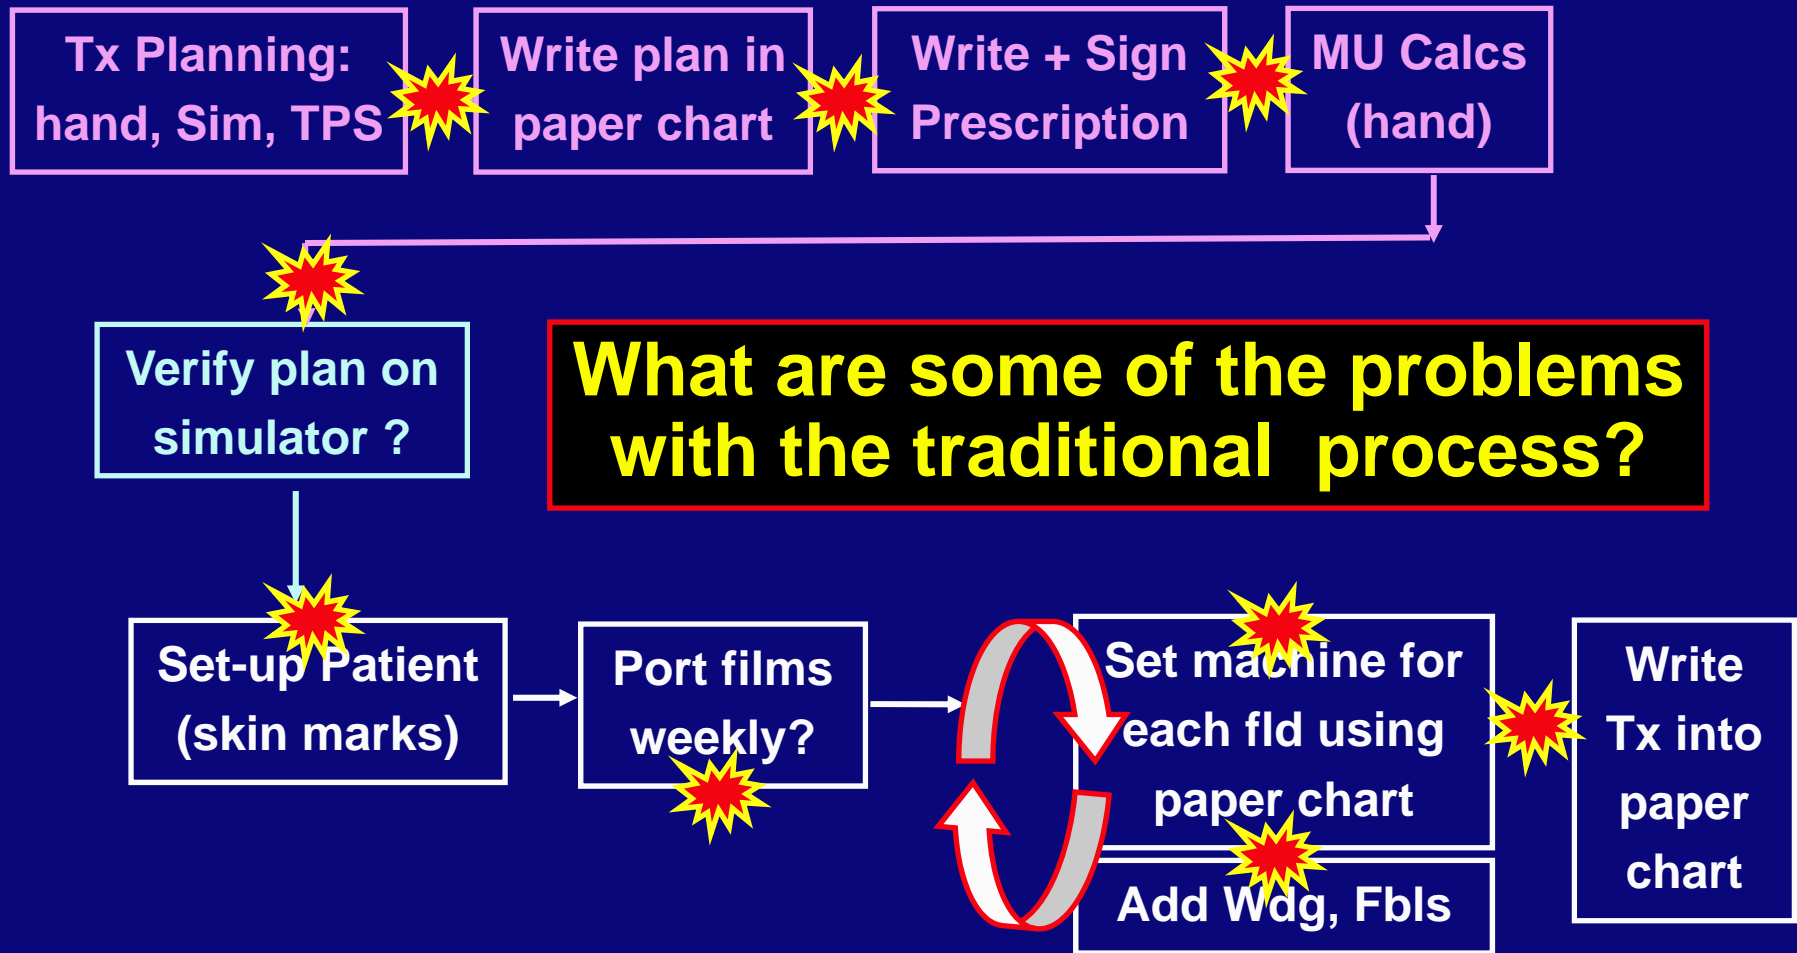 Tx Planning:
hand, Sim, TPS
Write plan in
paper chart
Write + Sign
Prescription
MU Calcs
(hand)
Verify plan on
simulator ?
What are some of the problems
with the traditional process?
Set-up Patient
(skin marks)
Port films
weekly?
Set machine for
each fld using
paper chart
Add Wdg, Fbls
Write
Tx into
paper
chart